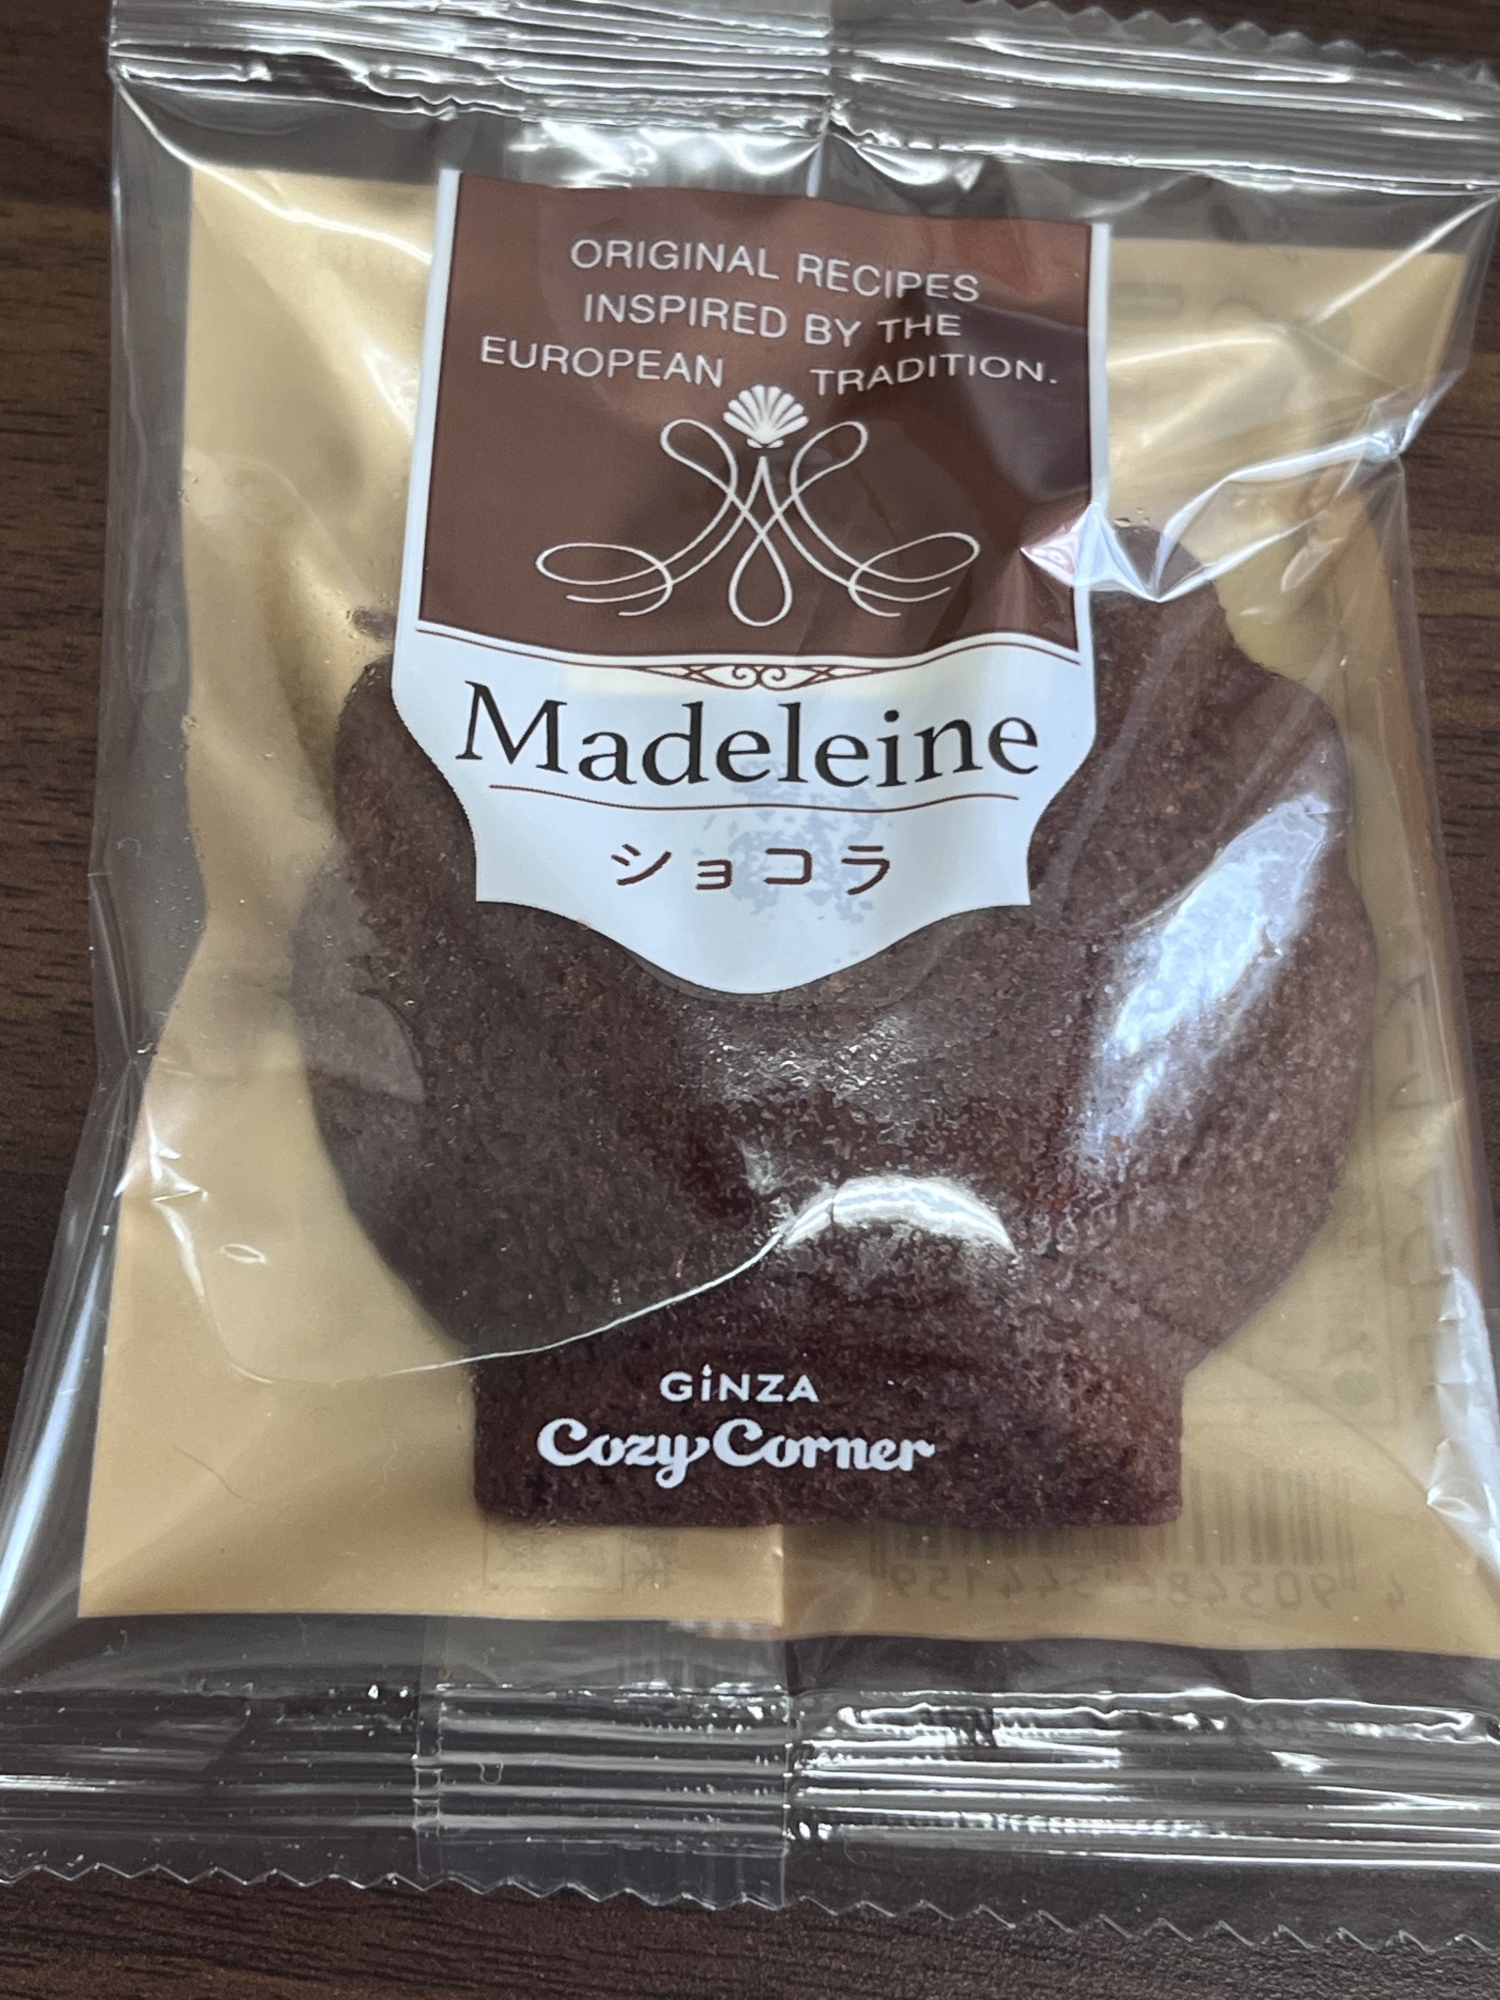 ORIGINAL RECIPES
INSPIRED BY THE
EUROPEAN TRADITION.
Madeleine
ショコラ
GiNZA
Cozy Corner